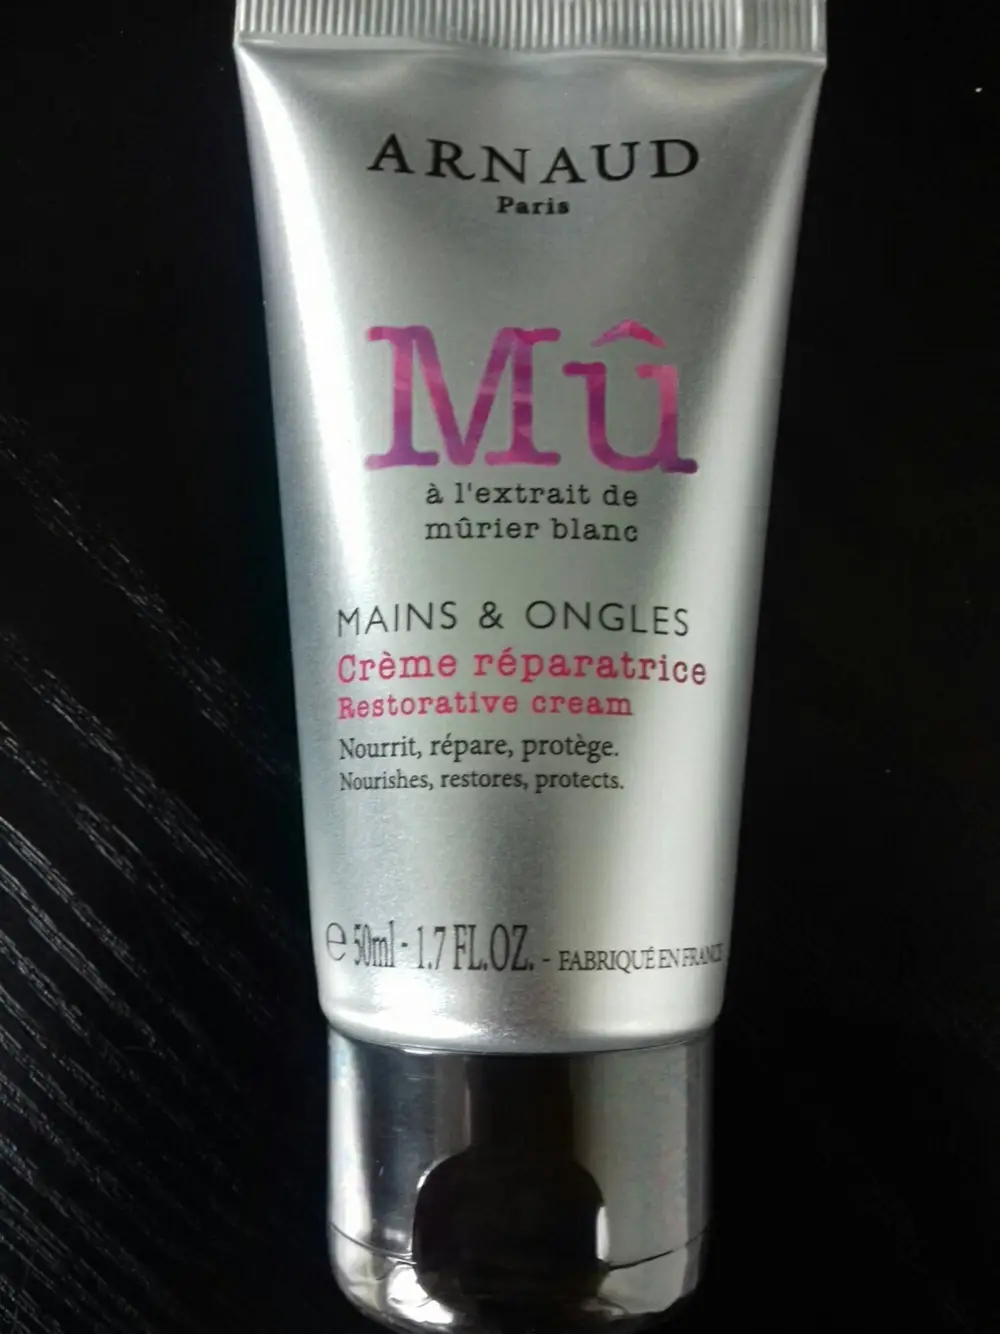 ARNAUD
Paris
Mû
à l'extrait de
mûrier blanc
MAINS & ONGLES
Crème réparatrice
Restorative cream
Nourrit, répare, protège.
Nourishes, restores, protects.
℮ 50ml - 1.7 FL.OZ. - FABRIQUÉ EN FRANCE